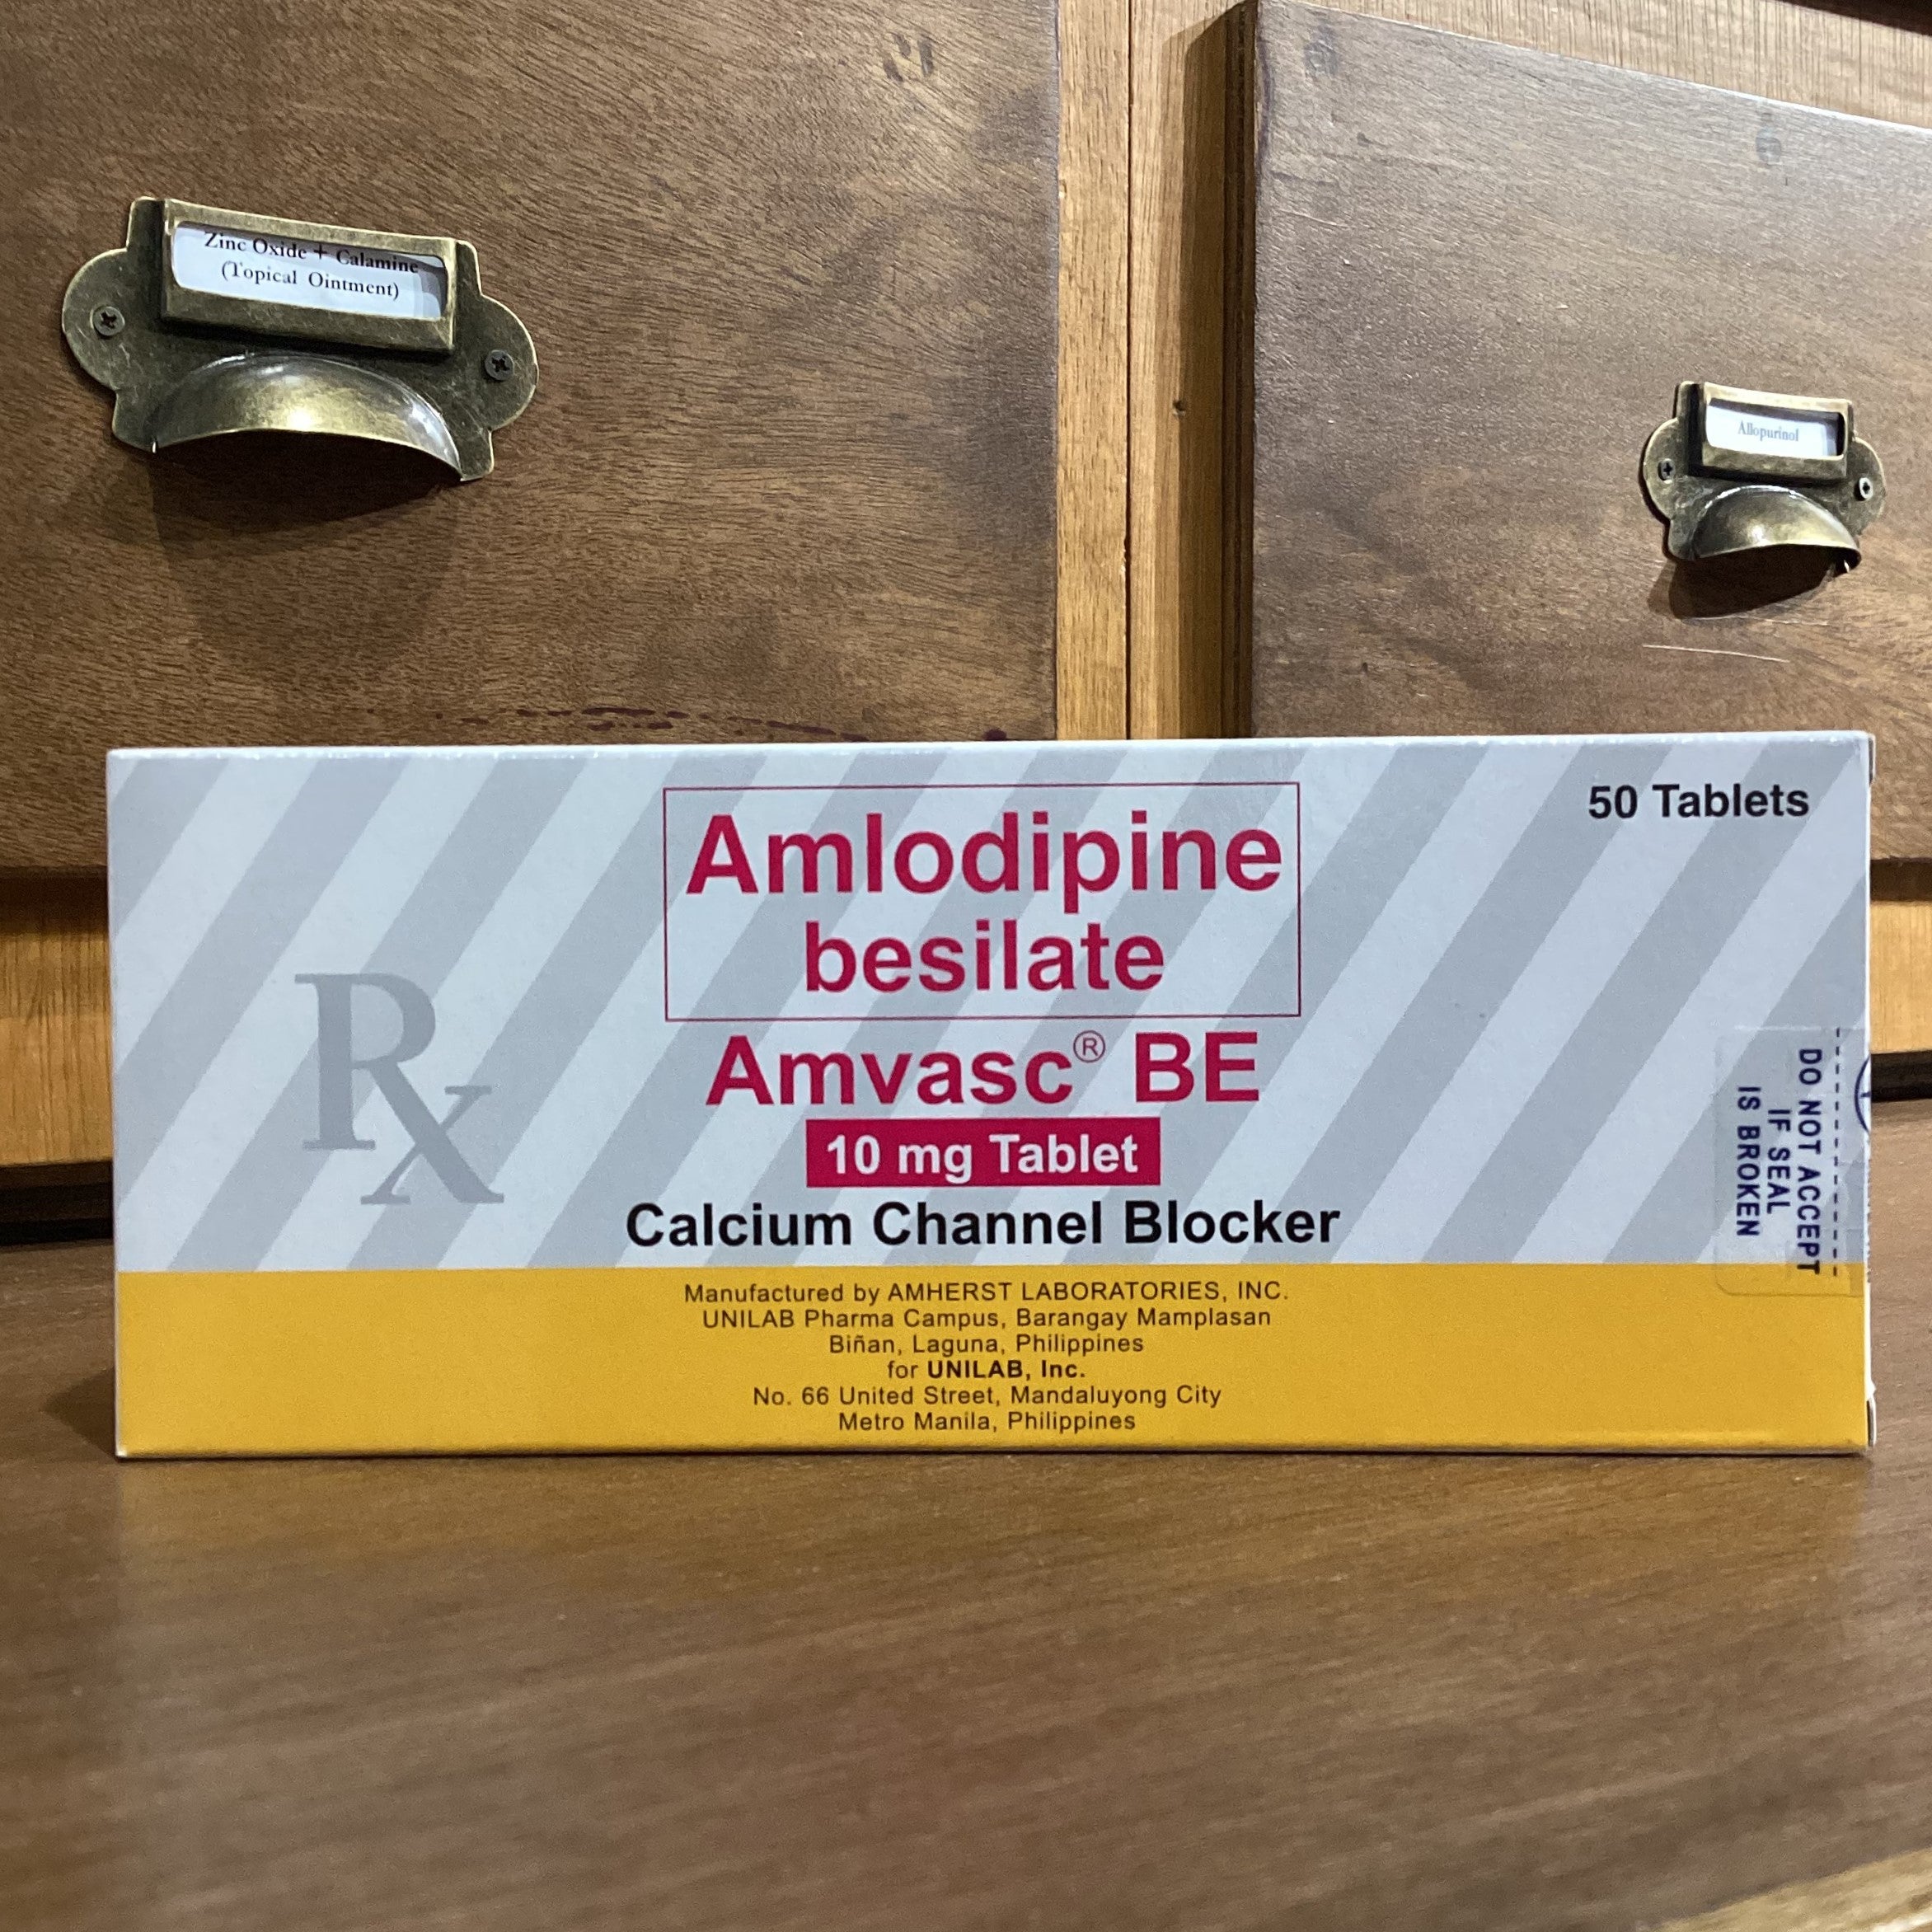 Zinc Oxide + Calamine
(Topical Ointment)
Allopurinol
50 Tablets
Amlodipine
besilate
Rx
Amvasc® BE
10 mg Tablet
Calcium Channel Blocker
DO NOT ACCEPT
IF SEAL
IS BROKEN
Manufactured by AMHERST LABORATORIES, INC.
UNILAB Pharma Campus, Barangay Mamplasan
Biñan, Laguna, Philippines
for UNILAB, Inc.
No. 66 United Street, Mandaluyong City
Metro Manila, Philippines